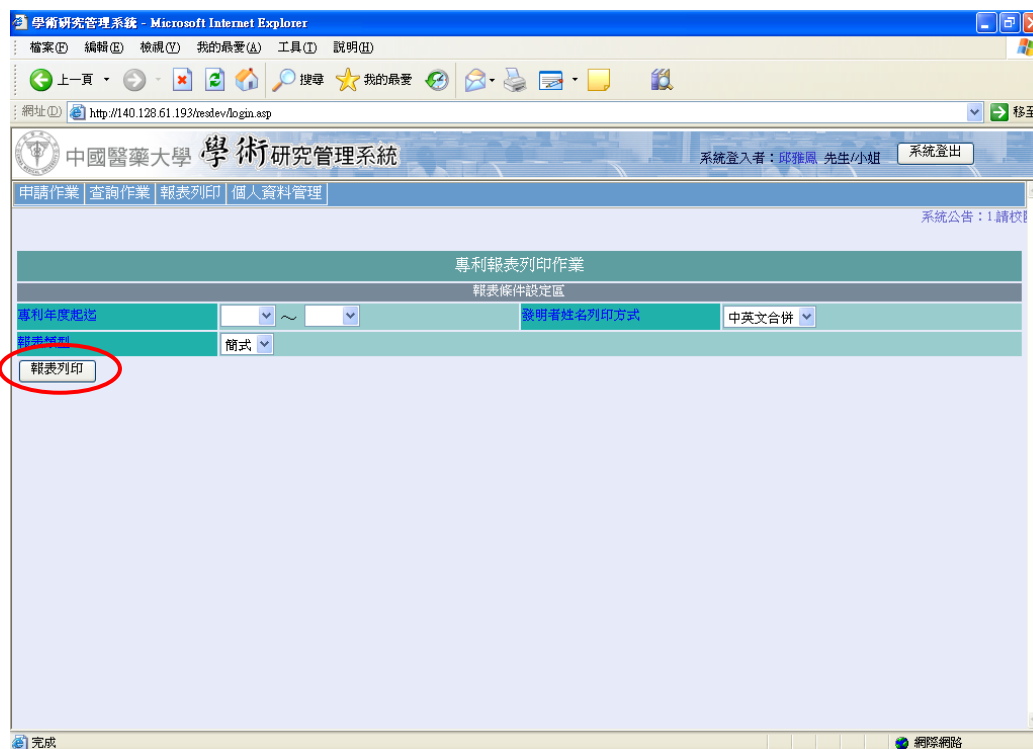 學術研究管理系統 - Microsoft Internet Explorer
檔案(F) 編輯(E) 檢視(V) 我的最愛(A) 工具(T) 說明(H)
上一頁 搜尋 我的最愛
網址(D) http://140.128.61.193/resdev/login.asp 移至
中國醫藥大學 學術研究管理系統 系統登入者：邱雅鳳 先生/小姐 系統登出
申請作業 查詢作業 報表列印 個人資料管理
系統公告：1.請校
專利報表列印作業
報表條件設定區
專利年度起迄 ～ 發明者姓名列印方式 中英文合併
報表類型 簡式
報表列印
完成 網際網路